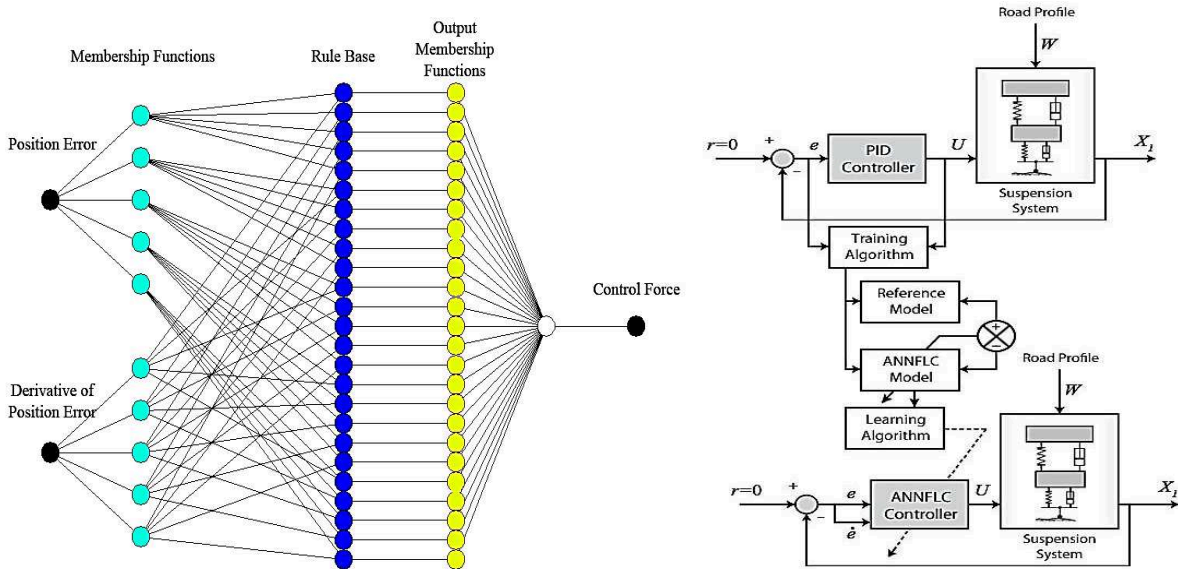 Membership Functions
Rule Base
Output
Membership
Functions
Position Error
Derivative of
Position Error
Control Force
Road Profile
W
r=0
+
−
e
PID
Controller
U
X₁
Suspension
System
Training
Algorithm
Reference
Model
+
−
ANNFLC
Model
Learning
Algorithm
Road Profile
W
r=0
+
−
e
ė
ANNFLC
Controller
U
X₁
Suspension
System